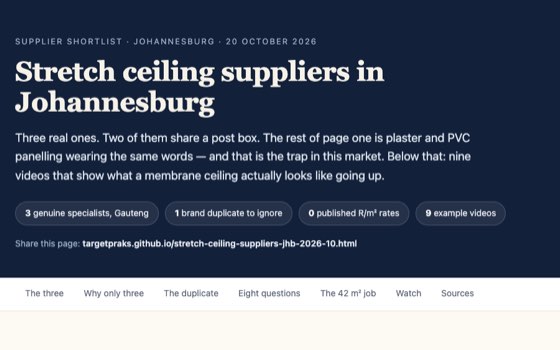 SUPPLIER SHORTLIST · JOHANNESBURG · 20 OCTOBER 2026
Stretch ceiling suppliers in
Johannesburg
Three real ones. Two of them share a post box. The rest of page one is plaster and PVC
panelling wearing the same words — and that is the trap in this market. Below that: nine
videos that show what a membrane ceiling actually looks like going up.
3 genuine specialists, Gauteng 1 brand duplicate to ignore 0 published R/m² rates 9 example videos
Share this page: targetpraks.github.io/stretch-ceiling-suppliers-jhb-2026-10.html
The three Why only three The duplicate Eight questions The 42 m² job Watch Sources